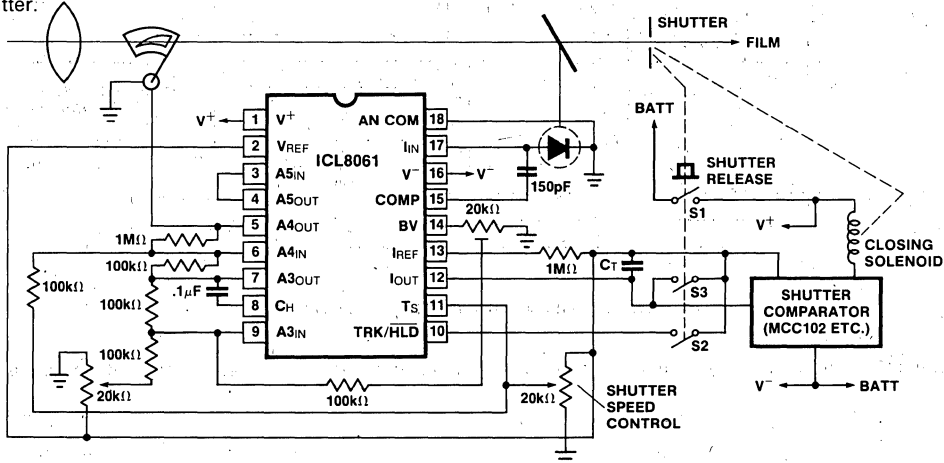 tter.
SHUTTER
FILM
BATT
SHUTTER
RELEASE
S1
V+
CLOSING
SOLENOID
ICL8061
V+
1 V+
2 VREF
3 A5IN
4 A5OUT
5 A4OUT
6 A4IN
7 A3OUT
8 CH
9 A3IN
AN COM 18
IIN 17
V- 16
V-
COMP 15
BV 14
IREF 13
IOUT 12
TS 11
TRK/HLD 10
150pF
20kΩ
1MΩ
CT
S3
S2
SHUTTER
COMPARATOR
(MCC102 ETC.)
V-
BATT
1MΩ
100kΩ
.1µF
100kΩ
100kΩ
100kΩ
20kΩ
100kΩ
20kΩ
SHUTTER
SPEED
CONTROL